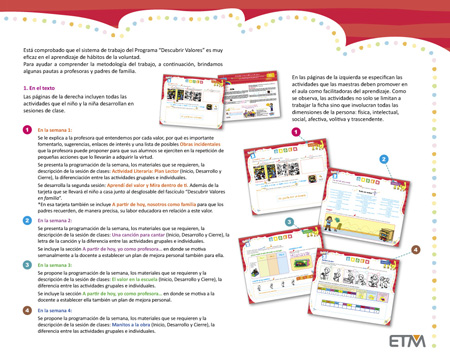 Está comprobado que el sistema de trabajo del Programa "Descubrir Valores" es muy
eficaz en el aprendizaje de hábitos de la voluntad.
Para ayudar a comprender la metodología del trabajo, a continuación, brindamos
algunas pautas a profesoras y padres de familia.
1. En el texto
Las páginas de la derecha incluyen todas las
actividades que el niño y la niña desarrollan en
sesiones de clase.
En las páginas de la izquierda se especifican las
actividades que las maestras deben promover en
el aula como facilitadoras del aprendizaje. Como
se observa, las actividades no solo se limitan a
trabajar la ficha sino que involucran todas las
dimensiones de la persona: física, intelectual,
social, afectiva, volitiva y trascendente.
1 En la semana 1:
Se le explica a la profesora qué entendemos por cada valor, por qué es importante
fomentarlo, sugerencias, enlaces de interés y una lista de posibles Obras incidentales
que la profesora puede proponer para que sus alumnos se ejerciten en la repetición de
pequeñas acciones que lo llevarán a adquirir la virtud.
Se presenta la programación de la semana, los materiales que se requieren, la
descripción de la sesión de clases: Actividad Literaria: Plan Lector (Inicio, Desarrollo y
Cierre), la diferenciación entre las actividades grupales e individuales.
Se desarrolla la segunda sesión: Aprendí del valor y Miza dentro de ti. Además de la
tarjeta que se llevará el niño a casa junto al desglosable del fascículo "Descubrir Valores
en familia".
*En esa tarjeta también se incluye A partir de hoy, nosotros como familia para que los
padres recuerden, de manera precisa, su labor educadora en relación a este valor.
2 En la semana 2:
Se presenta la programación de la semana, los materiales que se requieren, la
descripción de la sesión de clases: Una canción para cantar (Inicio, Desarrollo y Cierre), la
letra de la canción y la diferencia entre las actividades grupales e individuales.
Se incluye la sección A partir de hoy, yo como profesora... en donde se motiva
semanalmente a la docente a establecer un plan de mejora personal también para ella.
3 En la semana 3:
Se propone la programación de la semana, los materiales que se requieren y la
descripción de la sesión de clases: El valor en la escuela (Inicio, Desarrollo y Cierre), la
diferencia entre las actividades grupales e individuales.
Se incluye la sección A partir de hoy, yo como profesora... en donde se motiva a la
docente a establecer también un plan de mejora personal.
4 En la semana 4:
Se propone la programación de la semana, los materiales que se requieren y la
descripción de la sesión de clases: Manitos a la obra (Inicio, Desarrollo y Cierre), la
diferencia entre las actividades grupales e individuales.
1
2
3
4
ETM